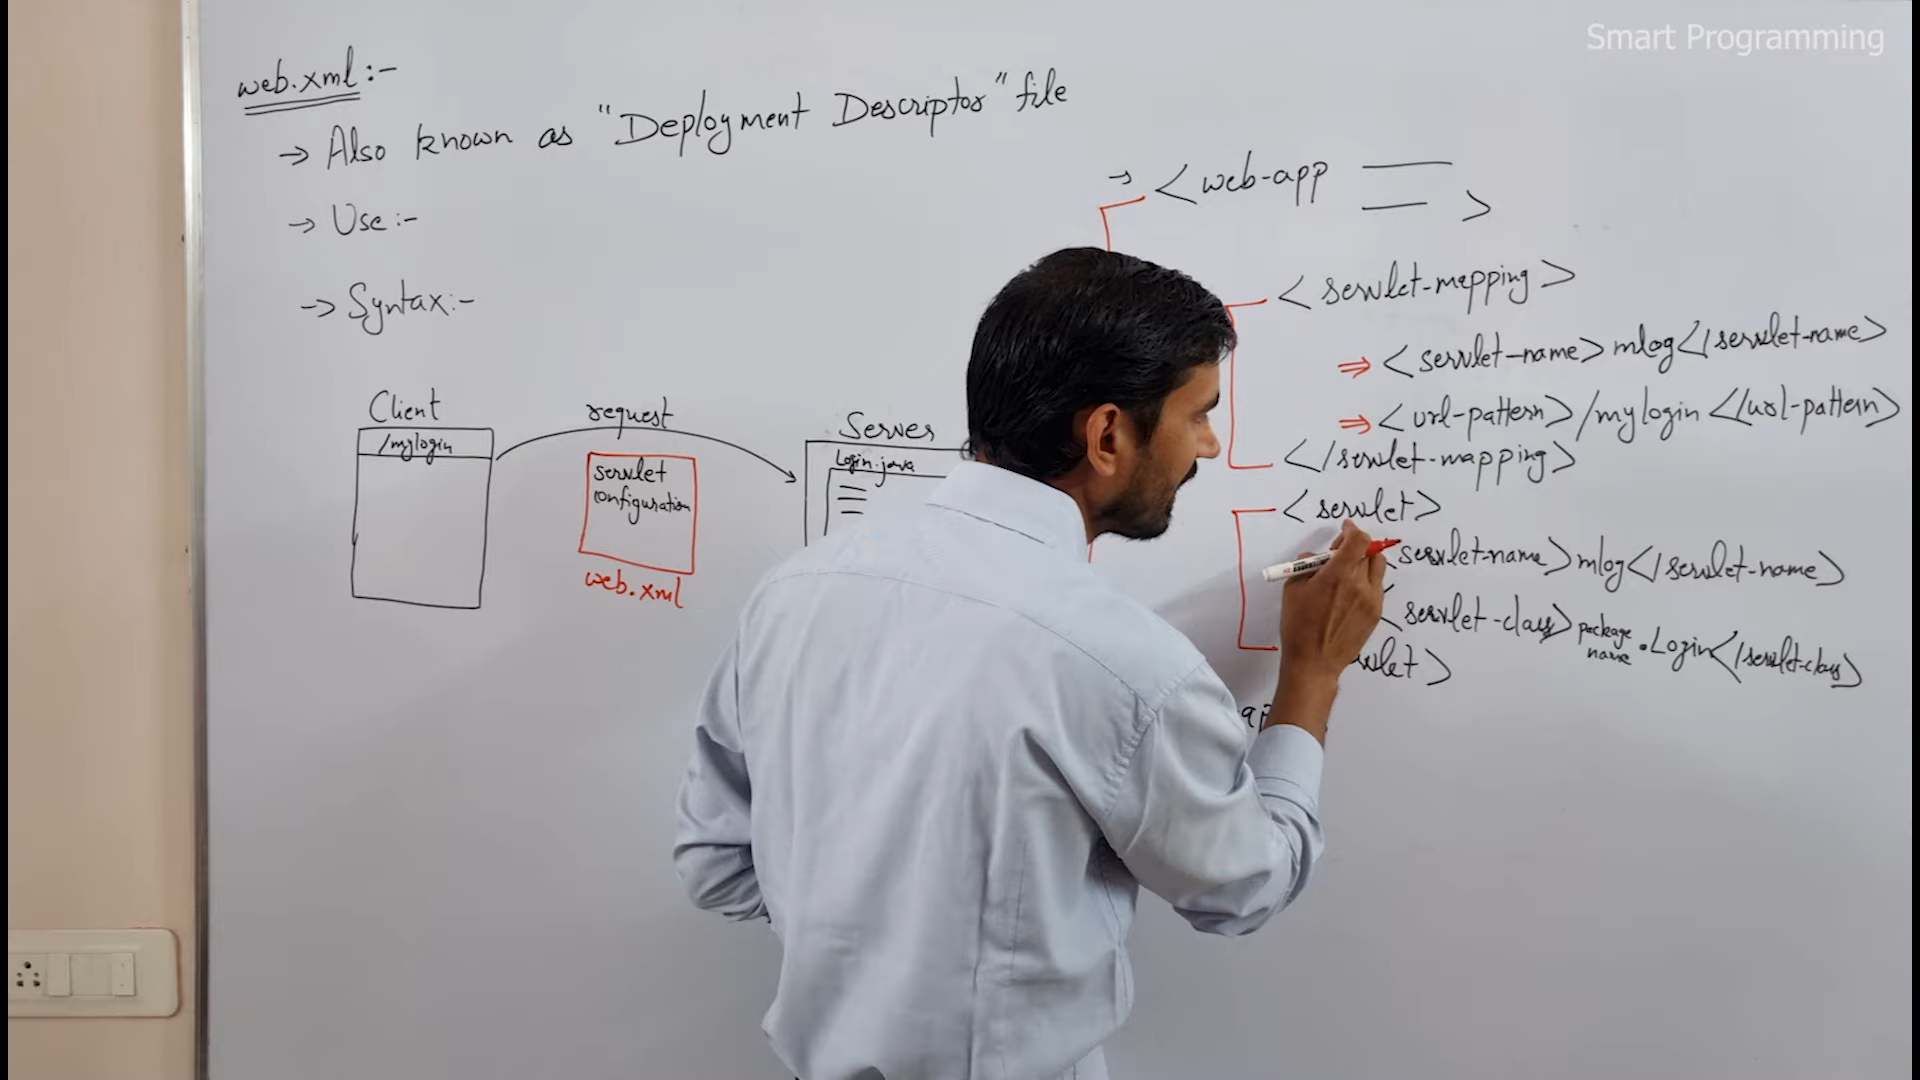 Smart Programming
web.xml:-
→ Also known as "Deployment Descriptor" file
→ Use:-
→ Syntax:-
Client
/mylogin
request
servlet
configuration
web.xml
Server
Login.java
→ <web-app
>
<servlet-mapping>
⇒ <servlet-name>mlog</servlet-name>
⇒ <url-pattern>/mylogin</url-pattern>
</servlet-mapping>
<servlet>
servlet-name>mlog</servlet-name>
<servlet-class>package name.Login</servlet-class>
vlet>